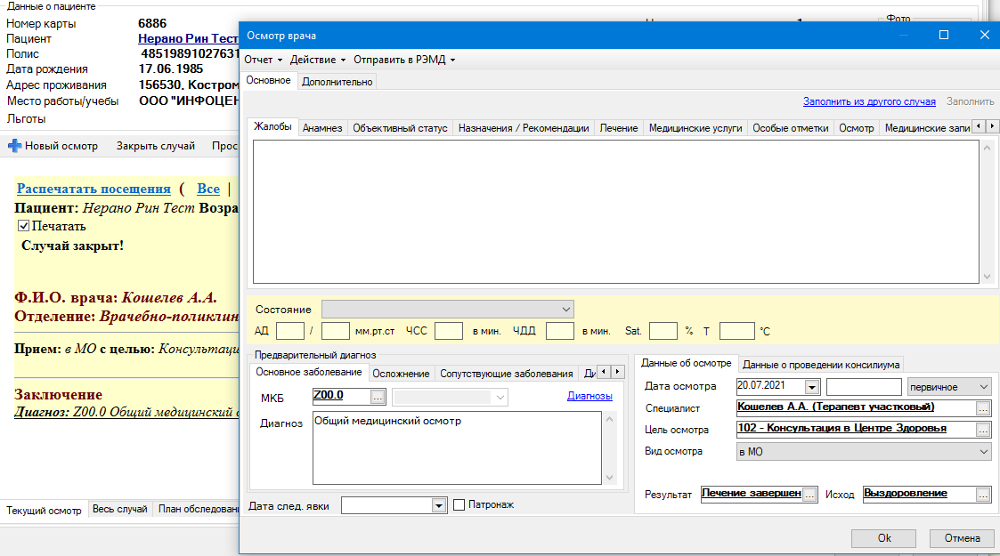 Данные о пациенте
Номер карты 6886
Пациент Нерано Рин Тест
Полис 48519891027631
Дата рождения 17.06.1985
Адрес проживания 156530, Костром
Место работы/учебы ООО "ИНФОЦЕН
Льготы
Фото
Новый осмотр Закрыть случай Прос
Распечатать посещения ( Все |
Пациент: Нерано Рин Тест Возра
Печатать
Случай закрыт!
Ф.И.О. врача: Кошелев А.А.
Отделение: Врачебно-поликлин
Прием: в МО с целью: Консультаци
Заключение
Диагноз: Z00.0 Общий медицинский
Текущий осмотр Весь случай План обследован
Осмотр врача
Отчет Действие Отправить в РЭМД
Основное Дополнительно
Заполнить из другого случая Заполнить
Жалобы Анамнез Объективный статус Назначения / Рекомендации Лечение Медицинские услуги Особые отметки Осмотр Медицинские запи
Состояние
АД / мм.рт.ст ЧСС в мин. ЧДД в мин. Sat. % T °C
Предварительный диагноз
Основное заболевание Осложнение Сопутствующие заболевания Ди
МКБ Z00.0 ... Диагнозы
Диагноз Общий медицинский осмотр
Дата след. явки Патронаж
Данные об осмотре Данные о проведении консилиума
Дата осмотра 20.07.2021 первичное
Специалист Кошелев А.А. (Терапевт участковый) ...
Цель осмотра 102 - Консультация в Центре Здоровья ...
Вид осмотра в МО
Результат Лечение завершен ... Исход Выздоровление ...
Ok Отмена